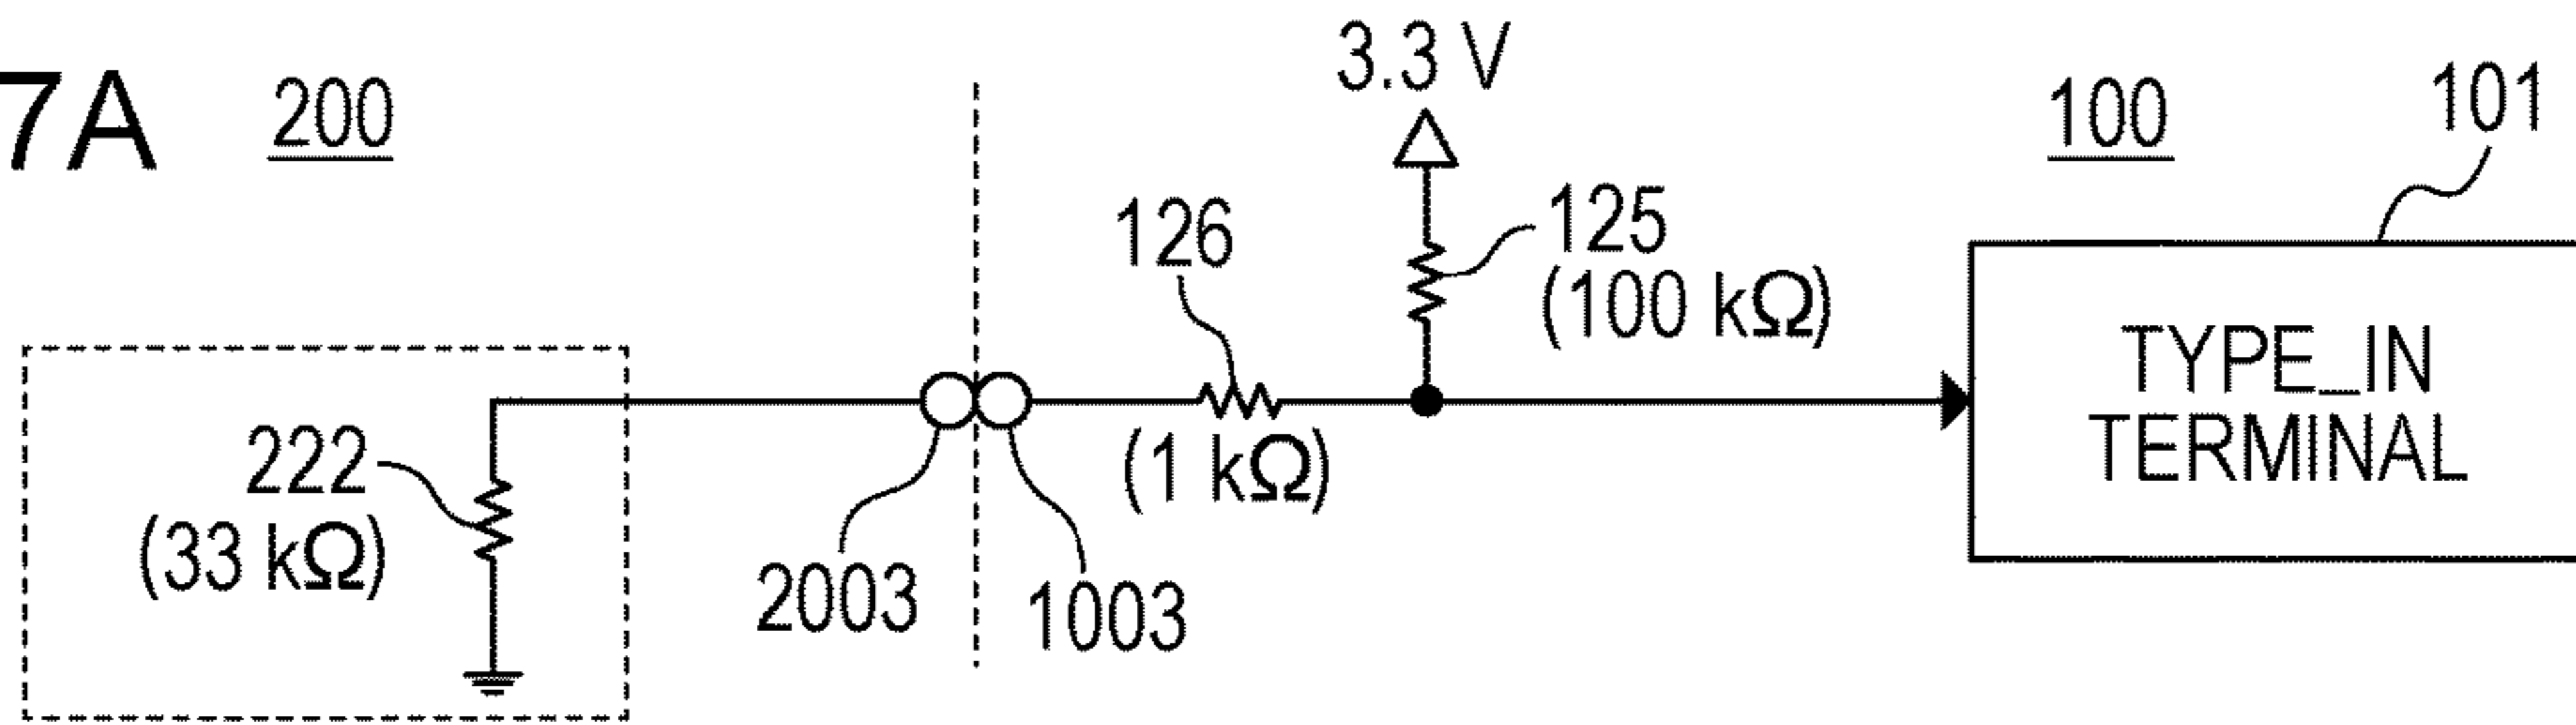 7A
200
3.3 V
100
101
126
125
(100 kΩ)
TYPE_IN
TERMINAL
222
(33 kΩ)
(1 kΩ)
2003
1003